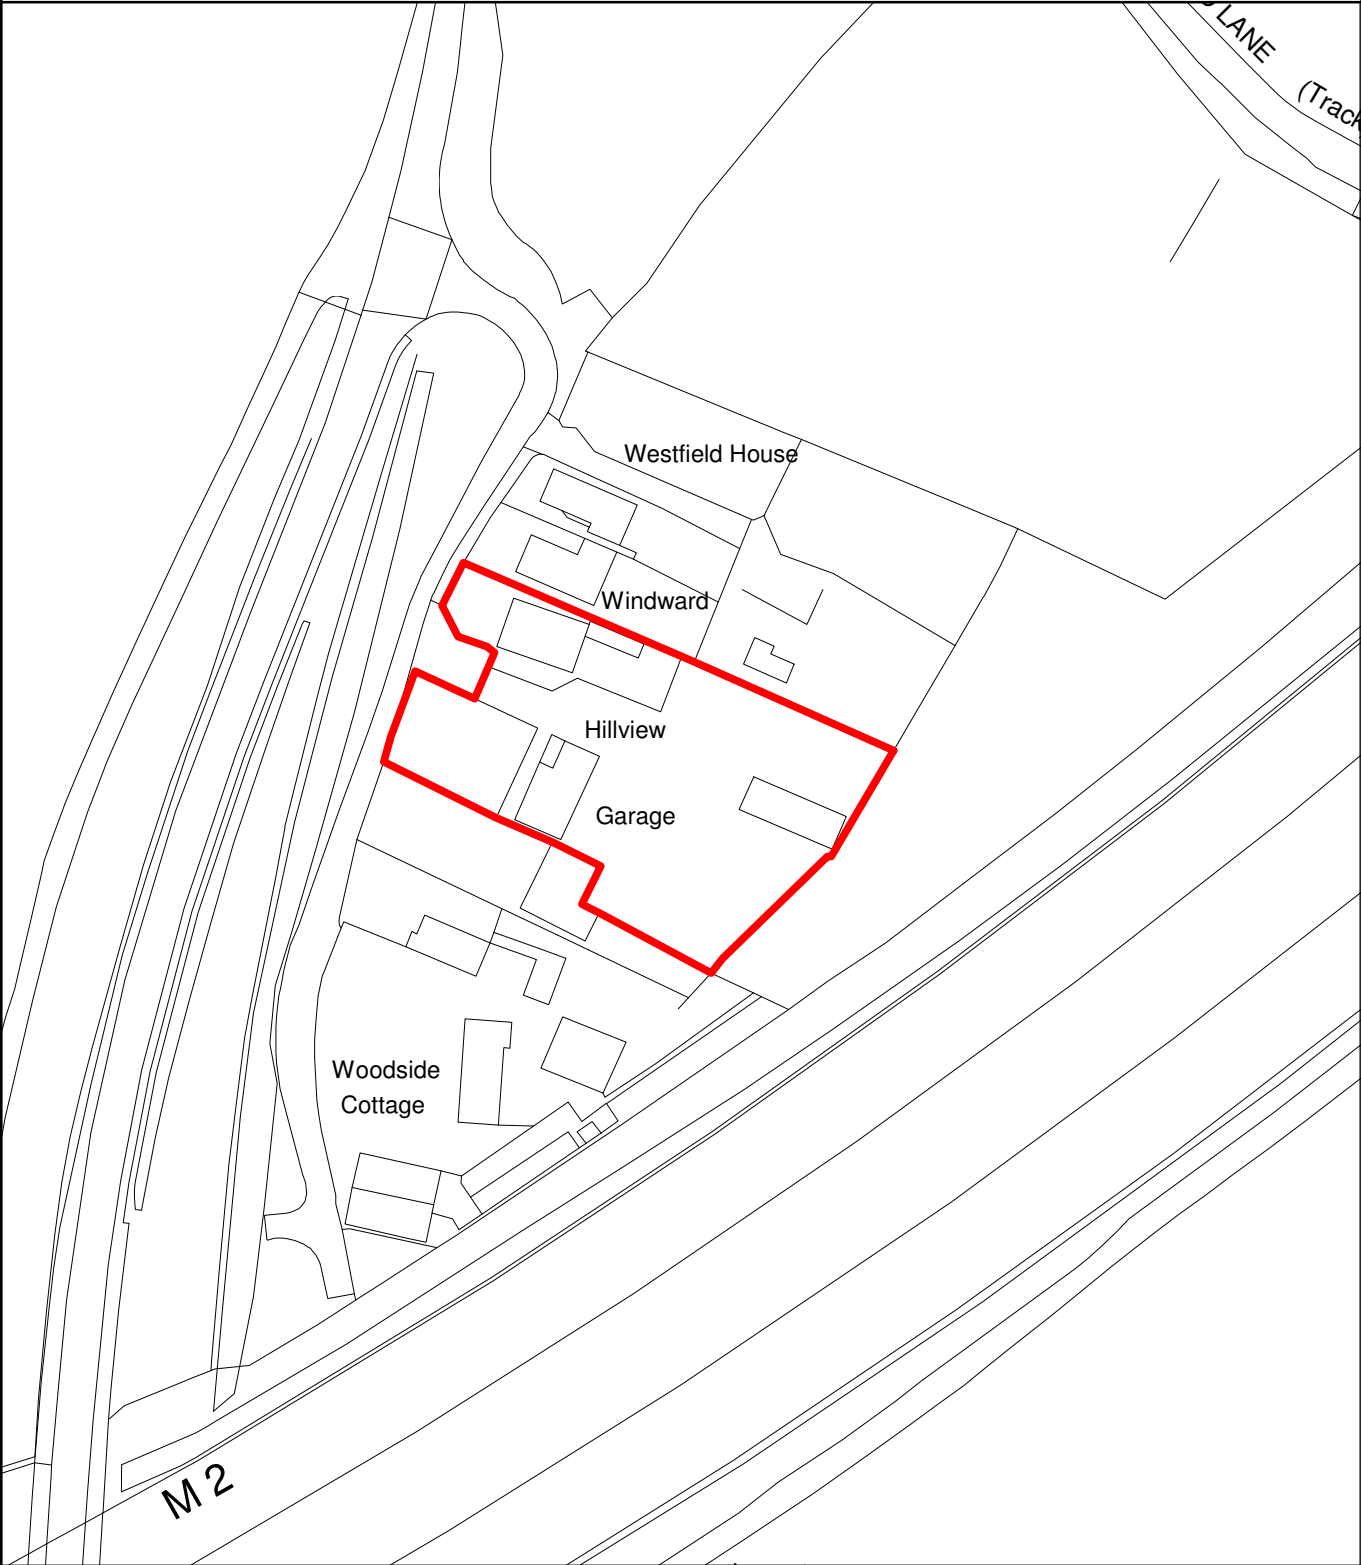 LANE
(Track
Westfield House
Windward
Hillview
Garage
Woodside
Cottage
M 2